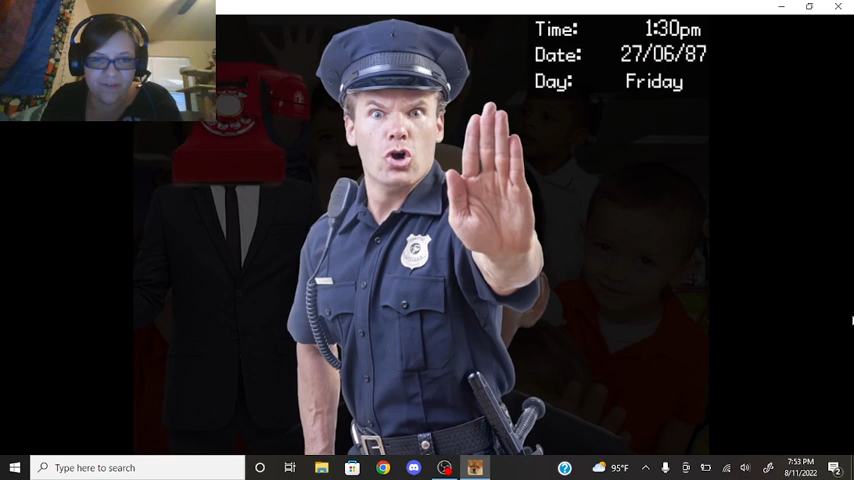 Time: 1:30pm
Date: 27/06/87
Day: Friday
Type here to search
95°F
7:53 PM
8/11/2022
2